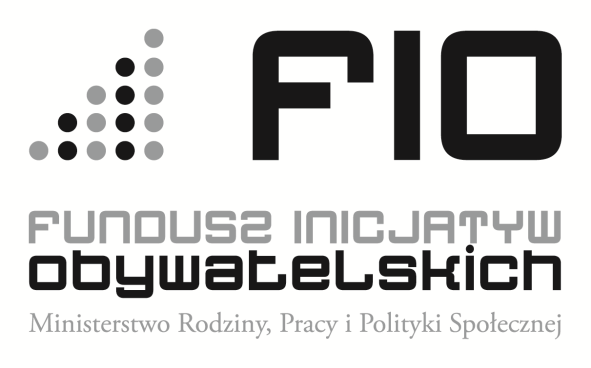 FIO
FUNDUSZ INICJATYW
obywatelskich
Ministerstwo Rodziny, Pracy i Polityki Społecznej